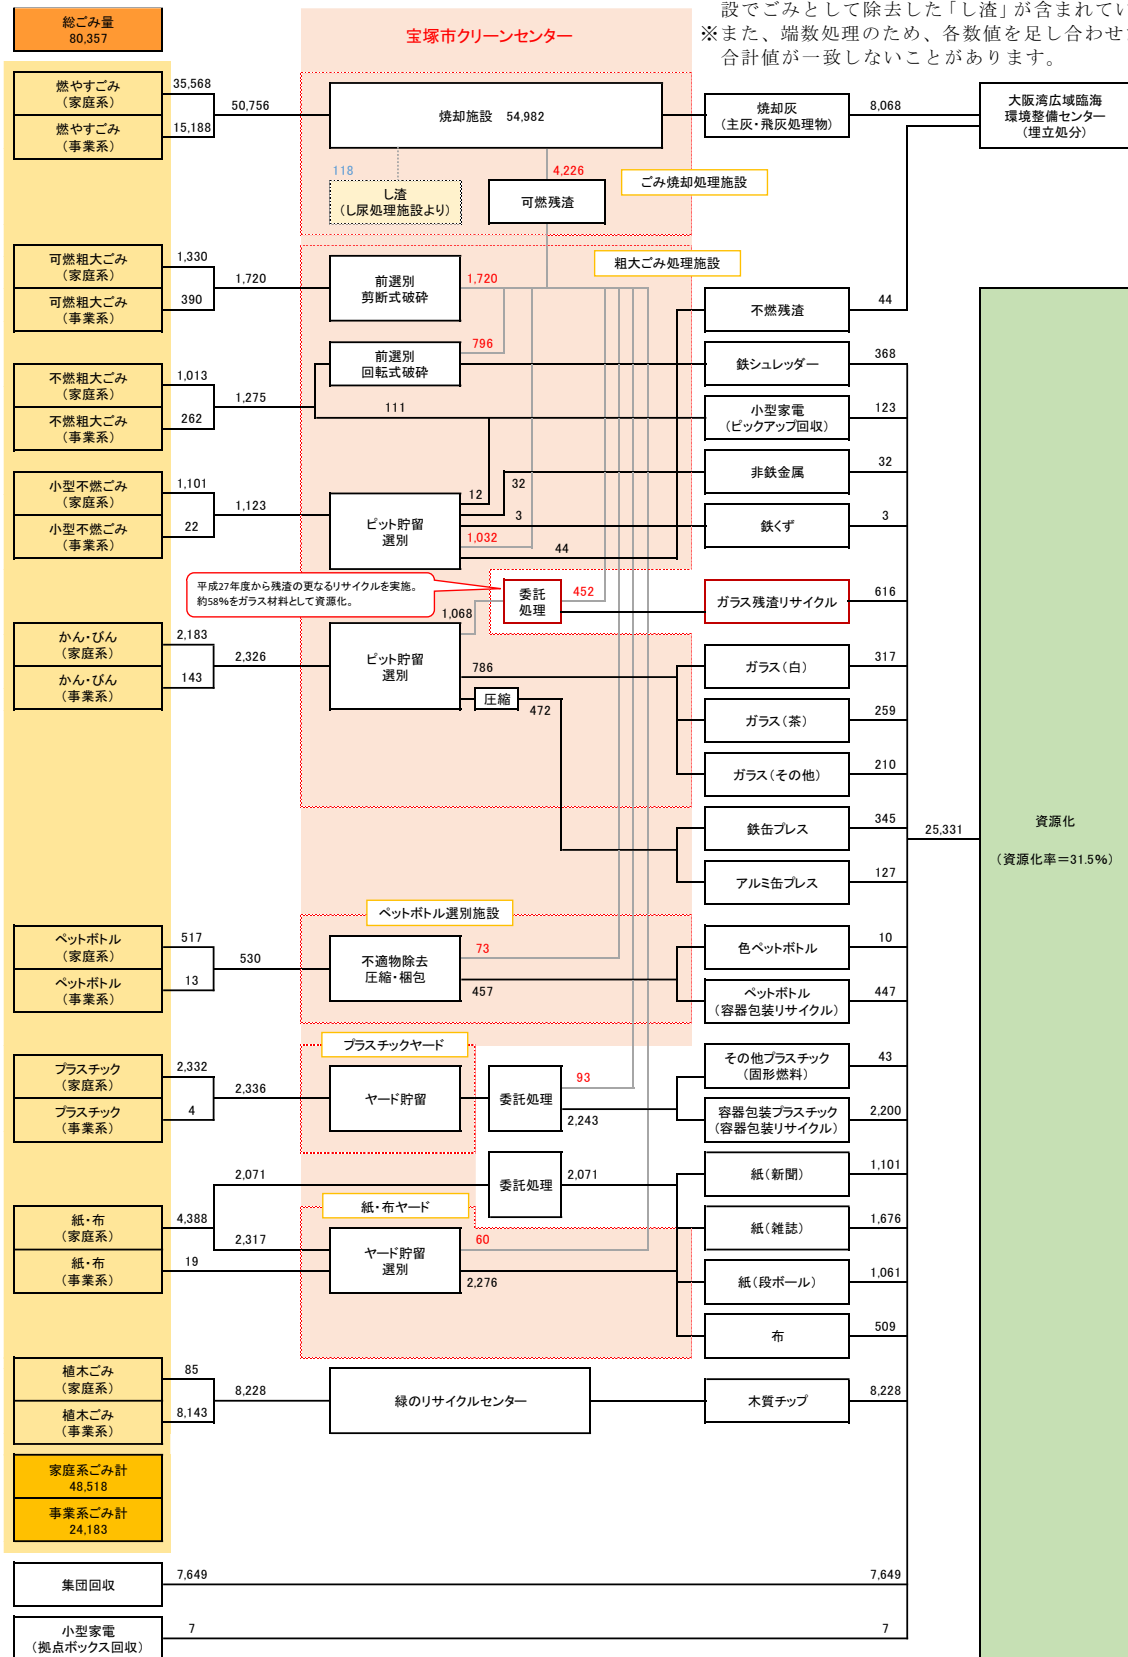 設でごみとして除去した「し渣」が含まれてい
※また、端数処理のため、各数値を足し合わせ
合計値が一致しないことがあります。
総ごみ量
80,357
宝塚市クリーンセンター
燃やすごみ
(家庭系)
35,568
燃やすごみ
(事業系)
15,188
50,756
焼却施設 54,982
焼却灰
(主灰・飛灰処理物)
8,068
大阪湾広域臨海
環境整備センター
(埋立処分)
118
し渣
(し尿処理施設より)
4,226
可燃残渣
ごみ焼却処理施設
粗大ごみ処理施設
可燃粗大ごみ
(家庭系)
1,330
可燃粗大ごみ
(事業系)
390
1,720
前選別
剪断式破砕
1,720
不燃残渣
44
前選別
回転式破砕
796
鉄シュレッダー
368
不燃粗大ごみ
(家庭系)
1,013
不燃粗大ごみ
(事業系)
262
1,275
111
小型家電
(ピックアップ回収)
123
非鉄金属
32
小型不燃ごみ
(家庭系)
1,101
小型不燃ごみ
(事業系)
22
1,123
ピット貯留
選別
12
32
3
1,032
44
鉄くず
3
平成27年度から残渣の更なるリサイクルを実施。
約58%をガラス材料として資源化。
委託
処理
452
1,068
ガラス残渣リサイクル
616
かん・びん
(家庭系)
2,183
かん・びん
(事業系)
143
2,326
ピット貯留
選別
786
圧縮
472
ガラス(白)
317
ガラス(茶)
259
ガラス(その他)
210
鉄缶プレス
345
アルミ缶プレス
127
25,331
資源化
(資源化率=31.5%)
ペットボトル選別施設
ペットボトル
(家庭系)
517
ペットボトル
(事業系)
13
530
不適物除去
圧縮・梱包
73
457
色ペットボトル
10
ペットボトル
(容器包装リサイクル)
447
プラスチックヤード
プラスチック
(家庭系)
2,332
プラスチック
(事業系)
4
2,336
ヤード貯留
委託処理
93
2,243
その他プラスチック
(固形燃料)
43
容器包装プラスチック
(容器包装リサイクル)
2,200
2,071
委託処理
2,071
紙・布ヤード
紙・布
(家庭系)
4,388
紙・布
(事業系)
19
2,317
ヤード貯留
選別
60
2,276
紙(新聞)
1,101
紙(雑誌)
1,676
紙(段ボール)
1,061
布
509
植木ごみ
(家庭系)
85
植木ごみ
(事業系)
8,143
8,228
緑のリサイクルセンター
木質チップ
8,228
家庭系ごみ計
48,518
事業系ごみ計
24,183
集団回収
7,649
7,649
小型家電
(拠点ボックス回収)
7
7